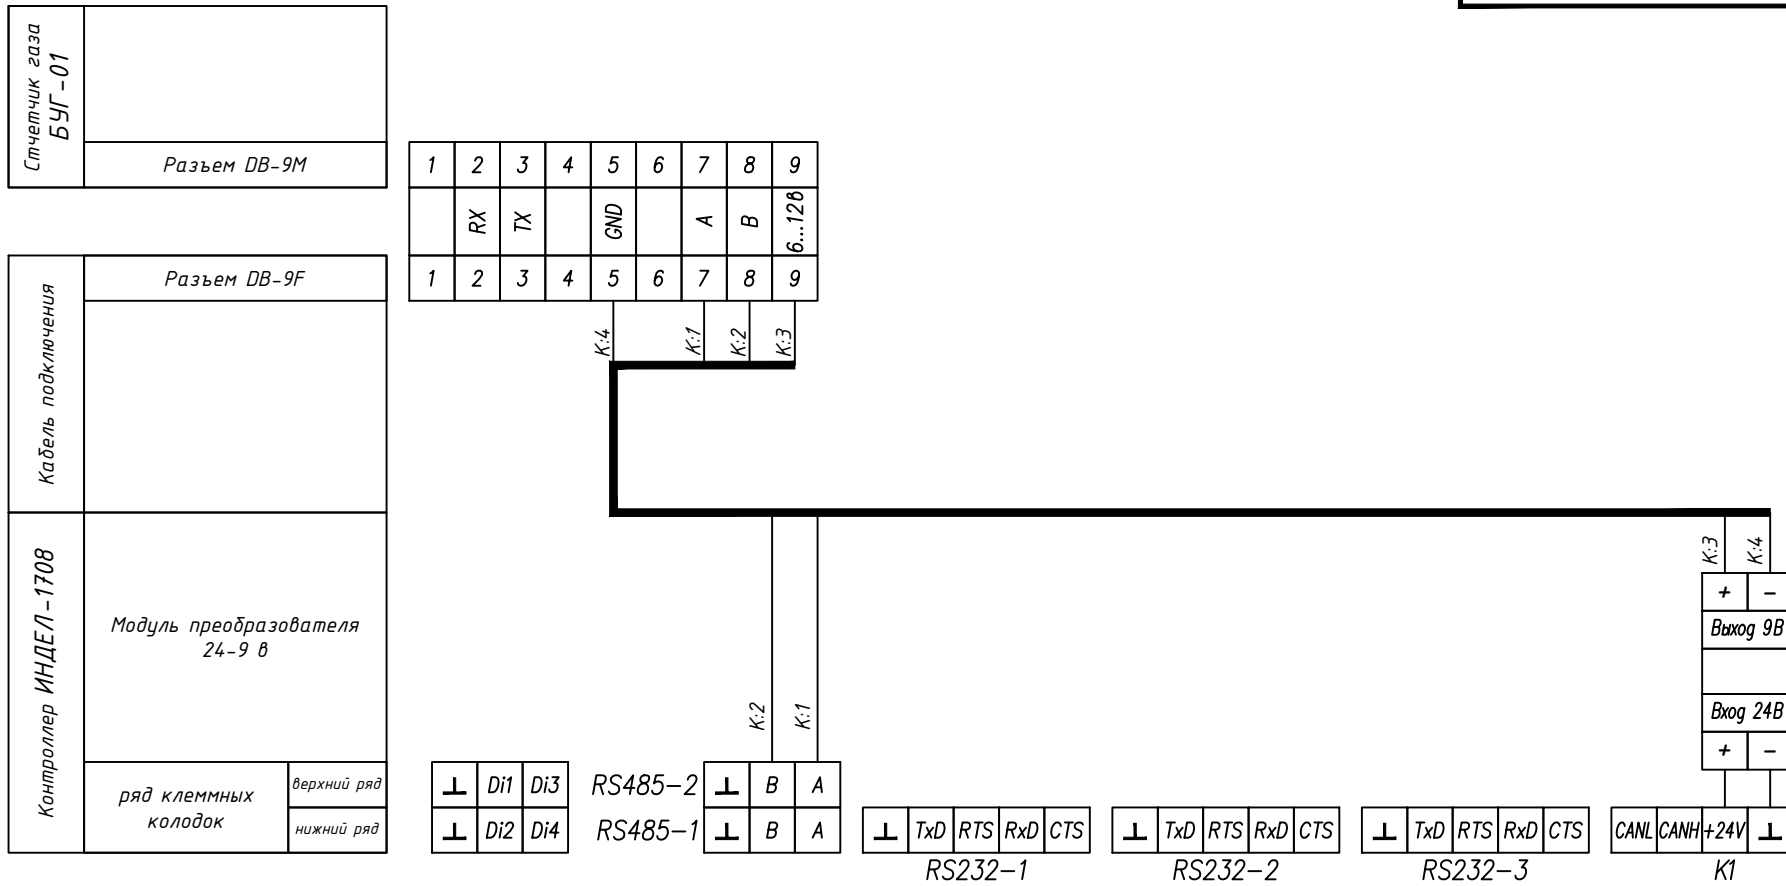 Стчетчик газа
БУГ-01
Разъем DB-9M
1 2 3 4 5 6 7 8 9
RX TX GND A B 6...12в
Разъем DB-9F
1 2 3 4 5 6 7 8 9
Кабель подключения
К:4 К:1 К:2 К:3
К:3 К:4
+ –
Выход 9В
Контроллер ИНДЕЛ-1708
Модуль преобразователя
24-9 в
К:2 К:1
Вход 24В
+ –
ряд клеммных
колодок
верхний ряд
⊥ Di1 Di3 RS485-2 ⊥ B A
нижний ряд
⊥ Di2 Di4 RS485-1 ⊥ B A
⊥ TxD RTS RxD CTS ⊥ TxD RTS RxD CTS ⊥ TxD RTS RxD CTS CANL CANH +24V ⊥
RS232-1 RS232-2 RS232-3 K1